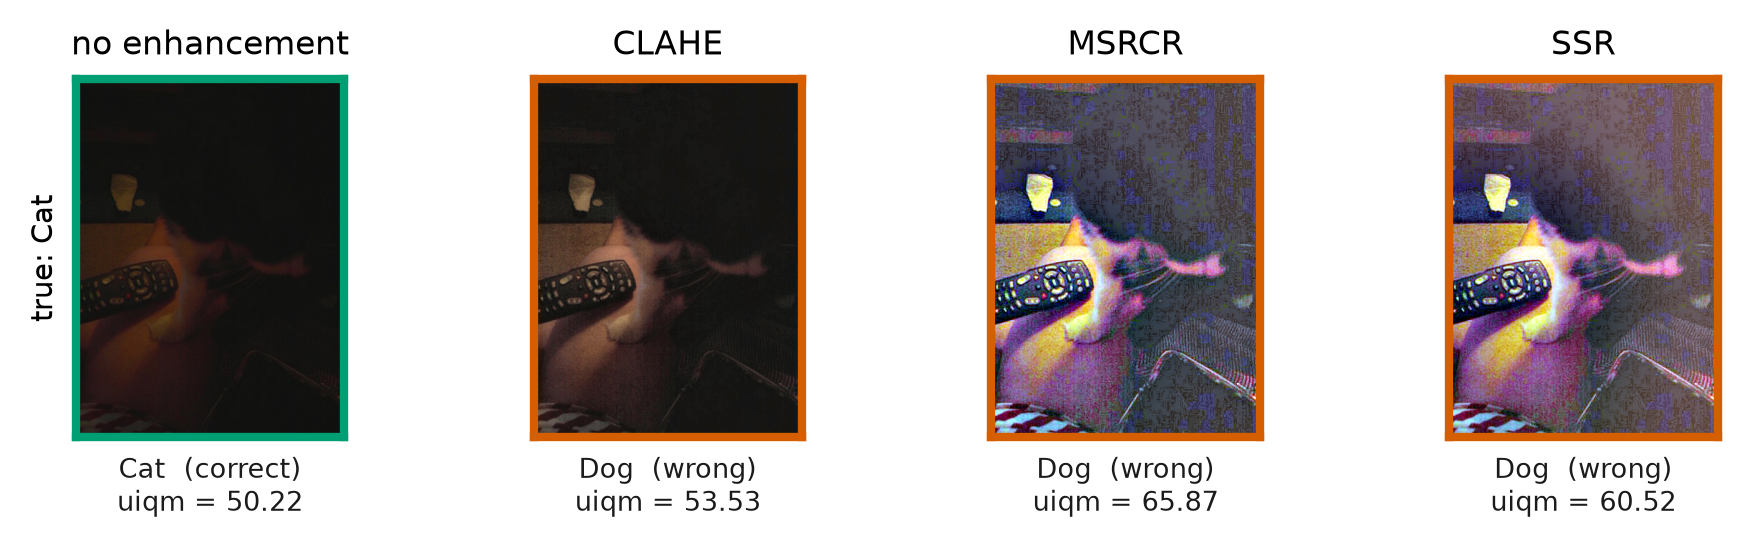 no enhancement
CLAHE
MSRCR
SSR
true: Cat
Cat (correct)
uiqm = 50.22
Dog (wrong)
uiqm = 53.53
Dog (wrong)
uiqm = 65.87
Dog (wrong)
uiqm = 60.52